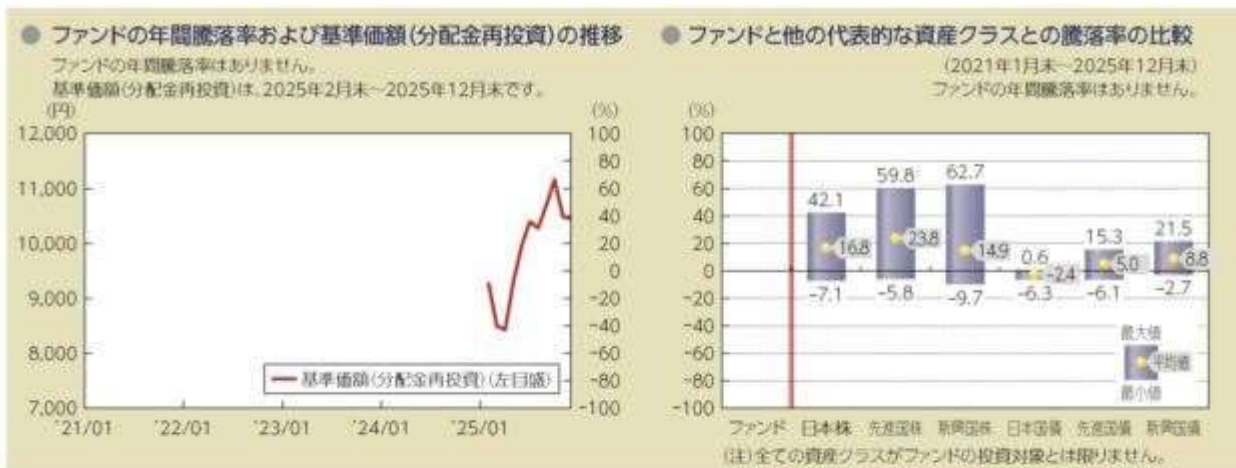 ● ファンドの年間騰落率および基準価額(分配金再投資)の推移
ファンドの年間騰落率はありません。
基準価額(分配金再投資)は、2025年2月末～2025年12月末です。
(円)
(%)
12,000
11,000
10,000
9,000
8,000
7,000
100
80
60
40
20
0
-20
-40
-60
-80
-100
基準価額(分配金再投資)(左目盛)
'21/01 '22/01 '23/01 '24/01 '25/01
● ファンドと他の代表的な資産クラスとの騰落率の比較
(2021年1月末～2025年12月末)
ファンドの年間騰落率はありません。
(%)
100
80
60
40
20
0
-20
-40
-60
-80
-100
42.1 59.8 62.7 0.6 15.3 21.5
16.8 23.8 14.9 -2.4 5.0 8.8
-7.1 -5.8 -9.7 -6.3 -6.1 -2.7
最大値
平均値
最小値
ファンド 日本株 先進国株 新興国株 日本国債 先進国債 新興国債
(注)全ての資産クラスがファンドの投資対象とは限りません。